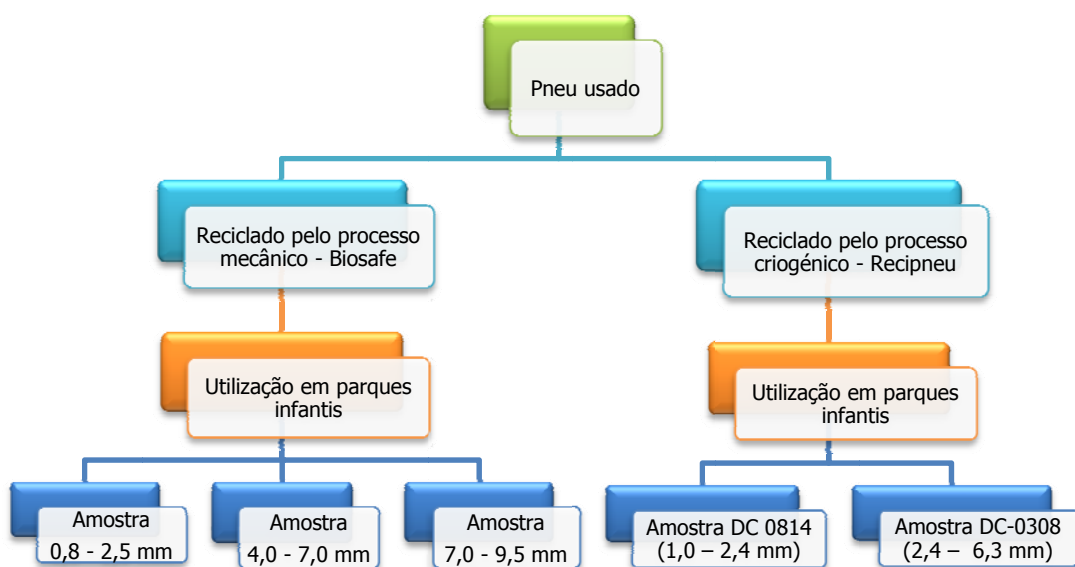 Pneu usado
Reciclado pelo processo
mecânico - Biosafe
Reciclado pelo processo
criogénico - Recipneu
Utilização em parques
infantis
Utilização em parques
infantis
Amostra
0,8 - 2,5 mm
Amostra
4,0 - 7,0 mm
Amostra
7,0 - 9,5 mm
Amostra DC 0814
(1,0 – 2,4 mm)
Amostra DC-0308
(2,4 – 6,3 mm)